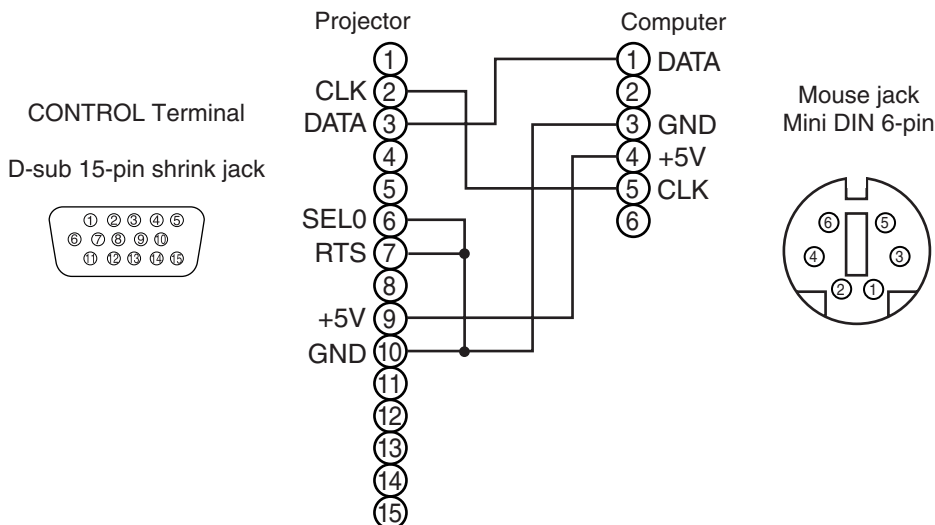 Projector
Computer
CONTROL Terminal
D-sub 15-pin shrink jack
1 2 3 4 5
6 7 8 9 10
11 12 13 14 15
1
CLK 2
DATA 3
4
5
SEL0 6
RTS 7
8
+5V 9
GND 10
11
12
13
14
15
1 DATA
2
3 GND
4 +5V
5 CLK
6
Mouse jack
Mini DIN 6-pin
6 5
4 3
2 1